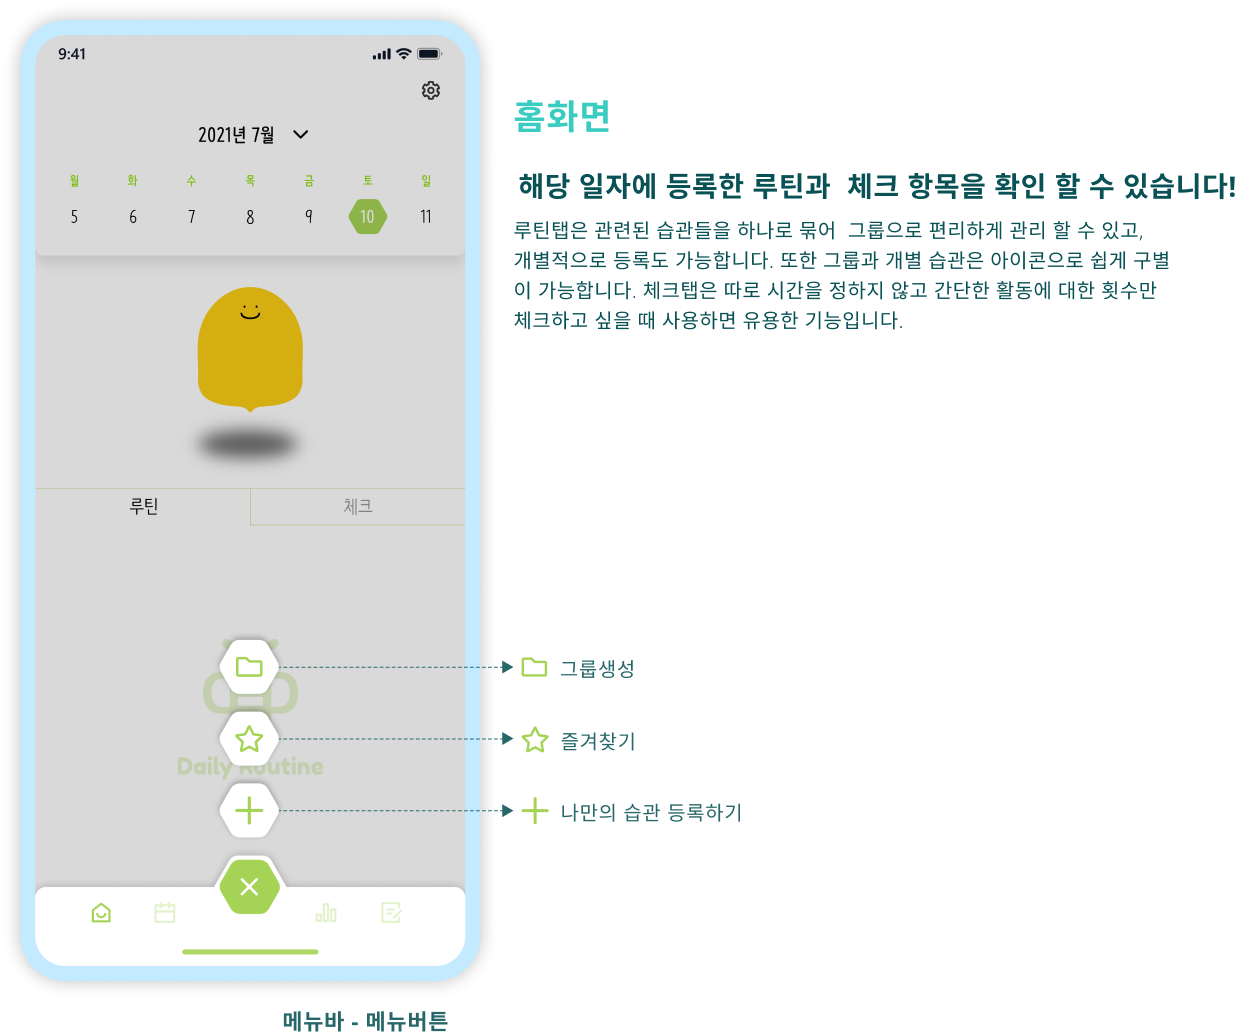 9:41
2021년 7월
월 화 수 목 금 토 일
5 6 7 8 9 10 11
루틴 체크
Daily Routine
메뉴바 - 메뉴버튼
홈화면
해당 일자에 등록한 루틴과 체크 항목을 확인 할 수 있습니다!
루틴탭은 관련된 습관들을 하나로 묶어 그룹으로 편리하게 관리 할 수 있고,
개별적으로 등록도 가능합니다. 또한 그룹과 개별 습관은 아이콘으로 쉽게 구별
이 가능합니다. 체크탭은 따로 시간을 정하지 않고 간단한 활동에 대한 횟수만
체크하고 싶을 때 사용하면 유용한 기능입니다.
그룹생성
즐겨찾기
나만의 습관 등록하기